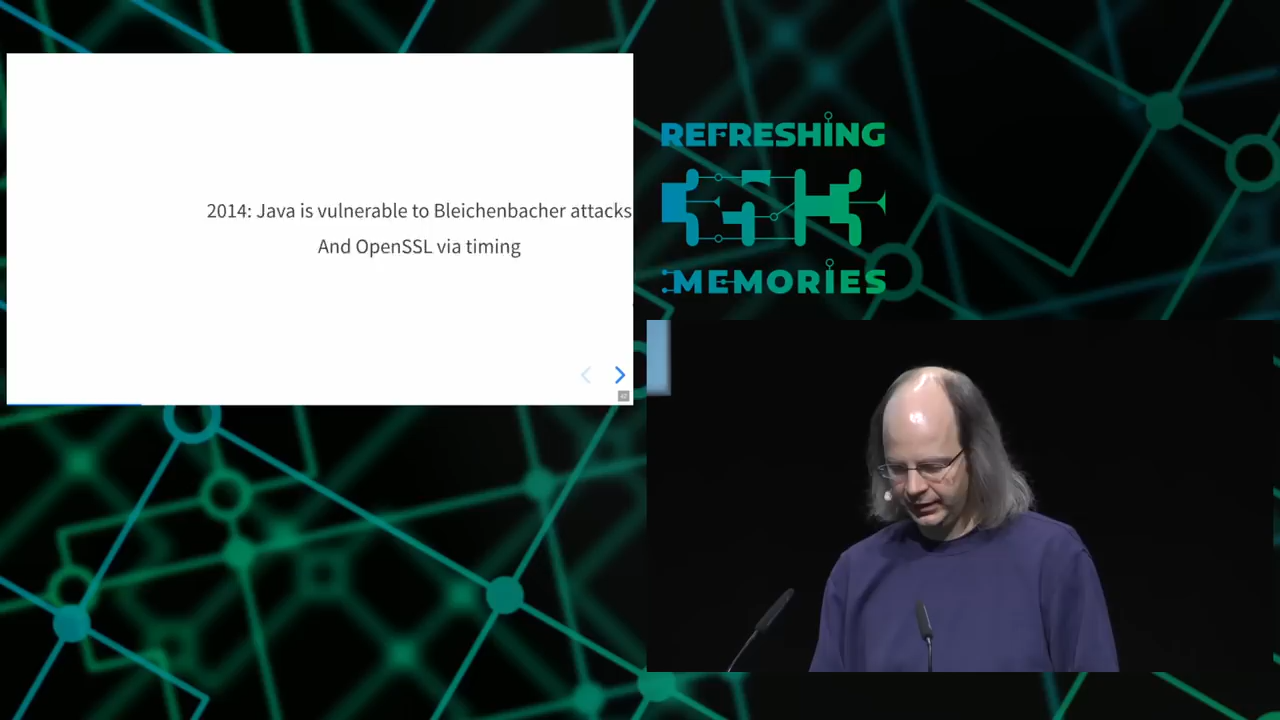 2014: Java is vulnerable to Bleichenbacher attacks
And OpenSSL via timing
REFRESHING
MEMORIES